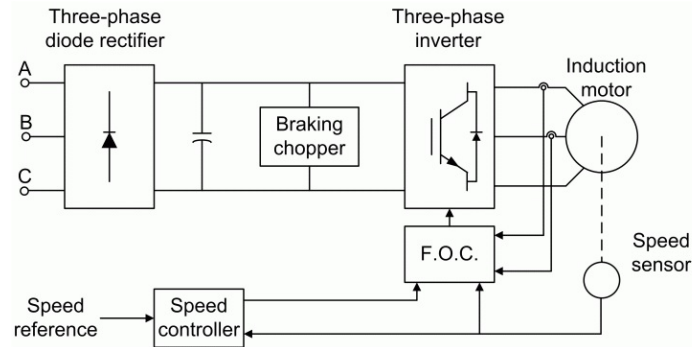 Three-phase
diode rectifier
Three-phase
inverter
Induction
motor
A
B
C
Braking
chopper
F.O.C.
Speed
sensor
Speed
reference
Speed
controller